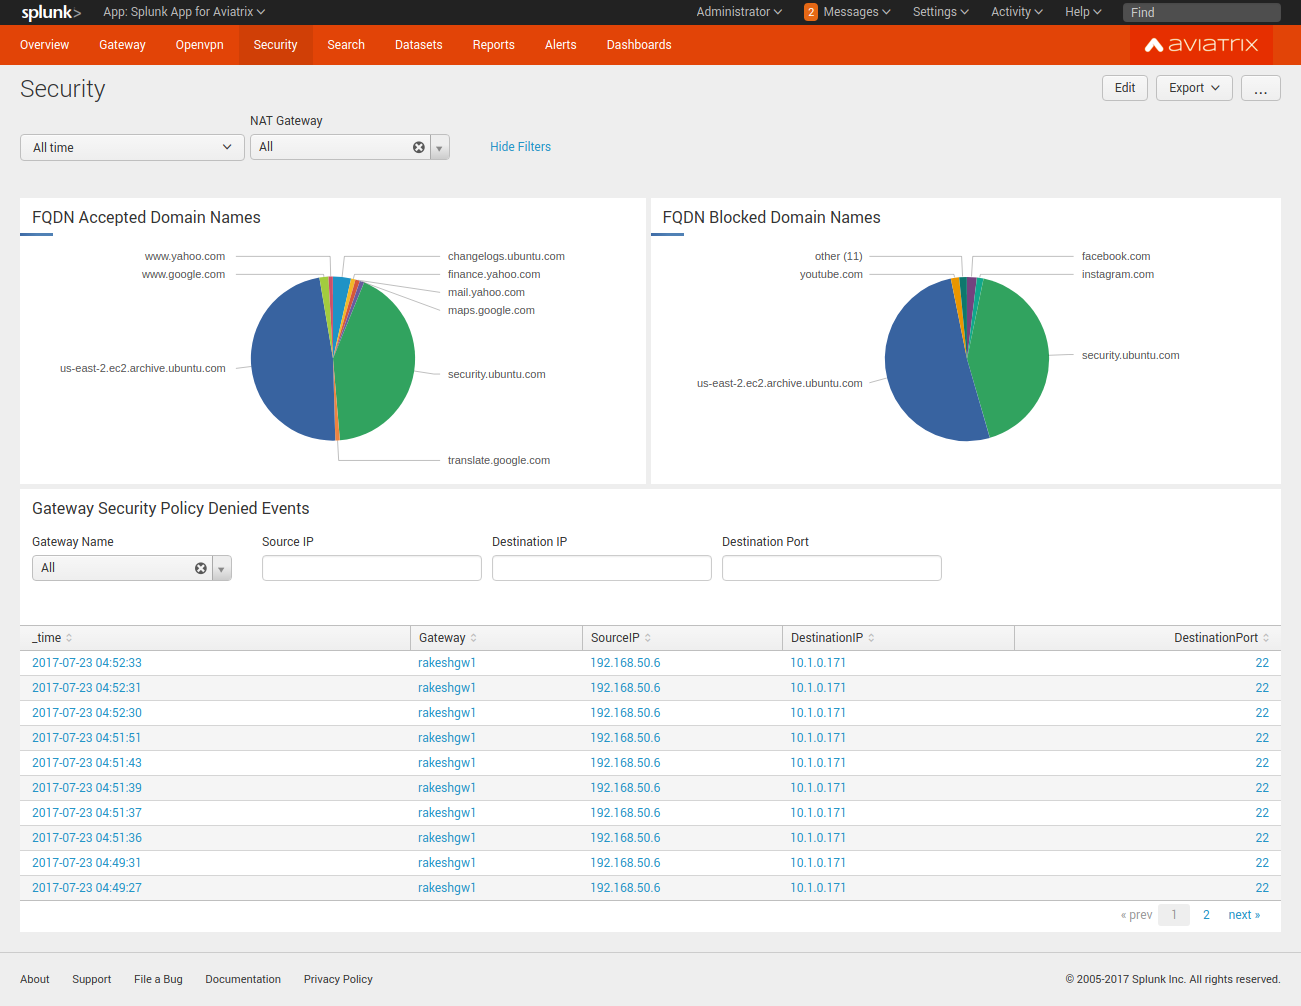 splunk> App: Splunk App for Aviatrix Administrator 2 Messages Settings Activity Help Find
Overview Gateway Openvpn Security Search Datasets Reports Alerts Dashboards AVIATRIX
Security Edit Export ...
NAT Gateway
All time All Hide Filters
FQDN Accepted Domain Names
www.yahoo.com changelogs.ubuntu.com
www.google.com finance.yahoo.com
mail.yahoo.com
maps.google.com
us-east-2.ec2.archive.ubuntu.com security.ubuntu.com
translate.google.com
FQDN Blocked Domain Names
other (11) facebook.com
youtube.com instagram.com
security.ubuntu.com
us-east-2.ec2.archive.ubuntu.com
Gateway Security Policy Denied Events
Gateway Name Source IP Destination IP Destination Port
All
_time Gateway SourceIP DestinationIP DestinationPort
2017-07-23 04:52:33 rakeshgw1 192.168.50.6 10.1.0.171 22
2017-07-23 04:52:31 rakeshgw1 192.168.50.6 10.1.0.171 22
2017-07-23 04:52:30 rakeshgw1 192.168.50.6 10.1.0.171 22
2017-07-23 04:51:51 rakeshgw1 192.168.50.6 10.1.0.171 22
2017-07-23 04:51:43 rakeshgw1 192.168.50.6 10.1.0.171 22
2017-07-23 04:51:39 rakeshgw1 192.168.50.6 10.1.0.171 22
2017-07-23 04:51:37 rakeshgw1 192.168.50.6 10.1.0.171 22
2017-07-23 04:51:36 rakeshgw1 192.168.50.6 10.1.0.171 22
2017-07-23 04:49:31 rakeshgw1 192.168.50.6 10.1.0.171 22
2017-07-23 04:49:27 rakeshgw1 192.168.50.6 10.1.0.171 22
« prev 1 2 next »
About Support File a Bug Documentation Privacy Policy © 2005-2017 Splunk Inc. All rights reserved.